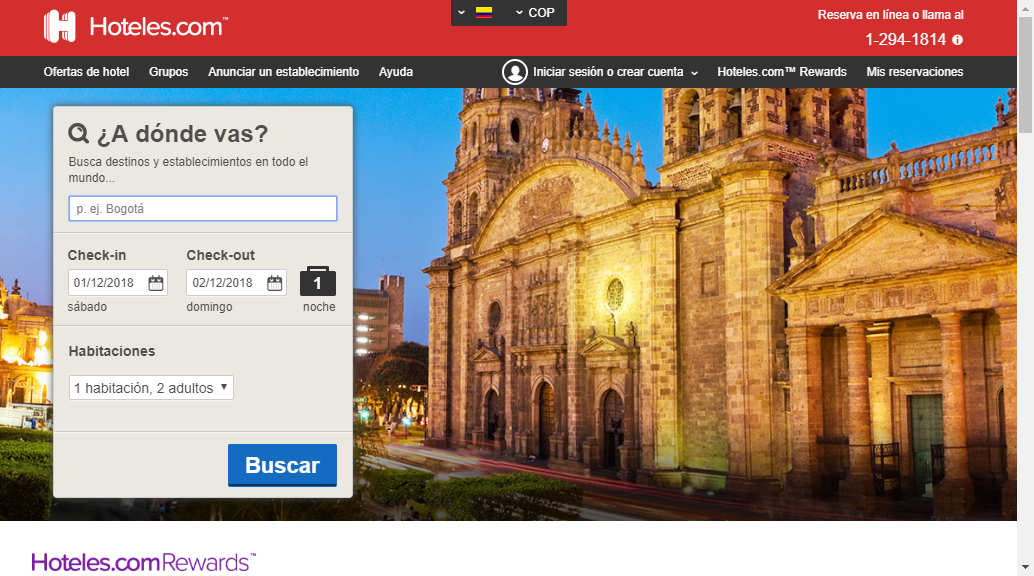 Hoteles.com™
COP
Reserva en línea o llama al
1-294-1814
Ofertas de hotel
Grupos
Anunciar un establecimiento
Ayuda
Iniciar sesión o crear cuenta
Hoteles.com™ Rewards
Mis reservaciones
¿A dónde vas?
Busca destinos y establecimientos en todo el
mundo...
p. ej. Bogotá
Check-in
Check-out
01/12/2018
02/12/2018
1
sábado
domingo
noche
Habitaciones
1 habitación, 2 adultos
Buscar
Hoteles.com Rewards™